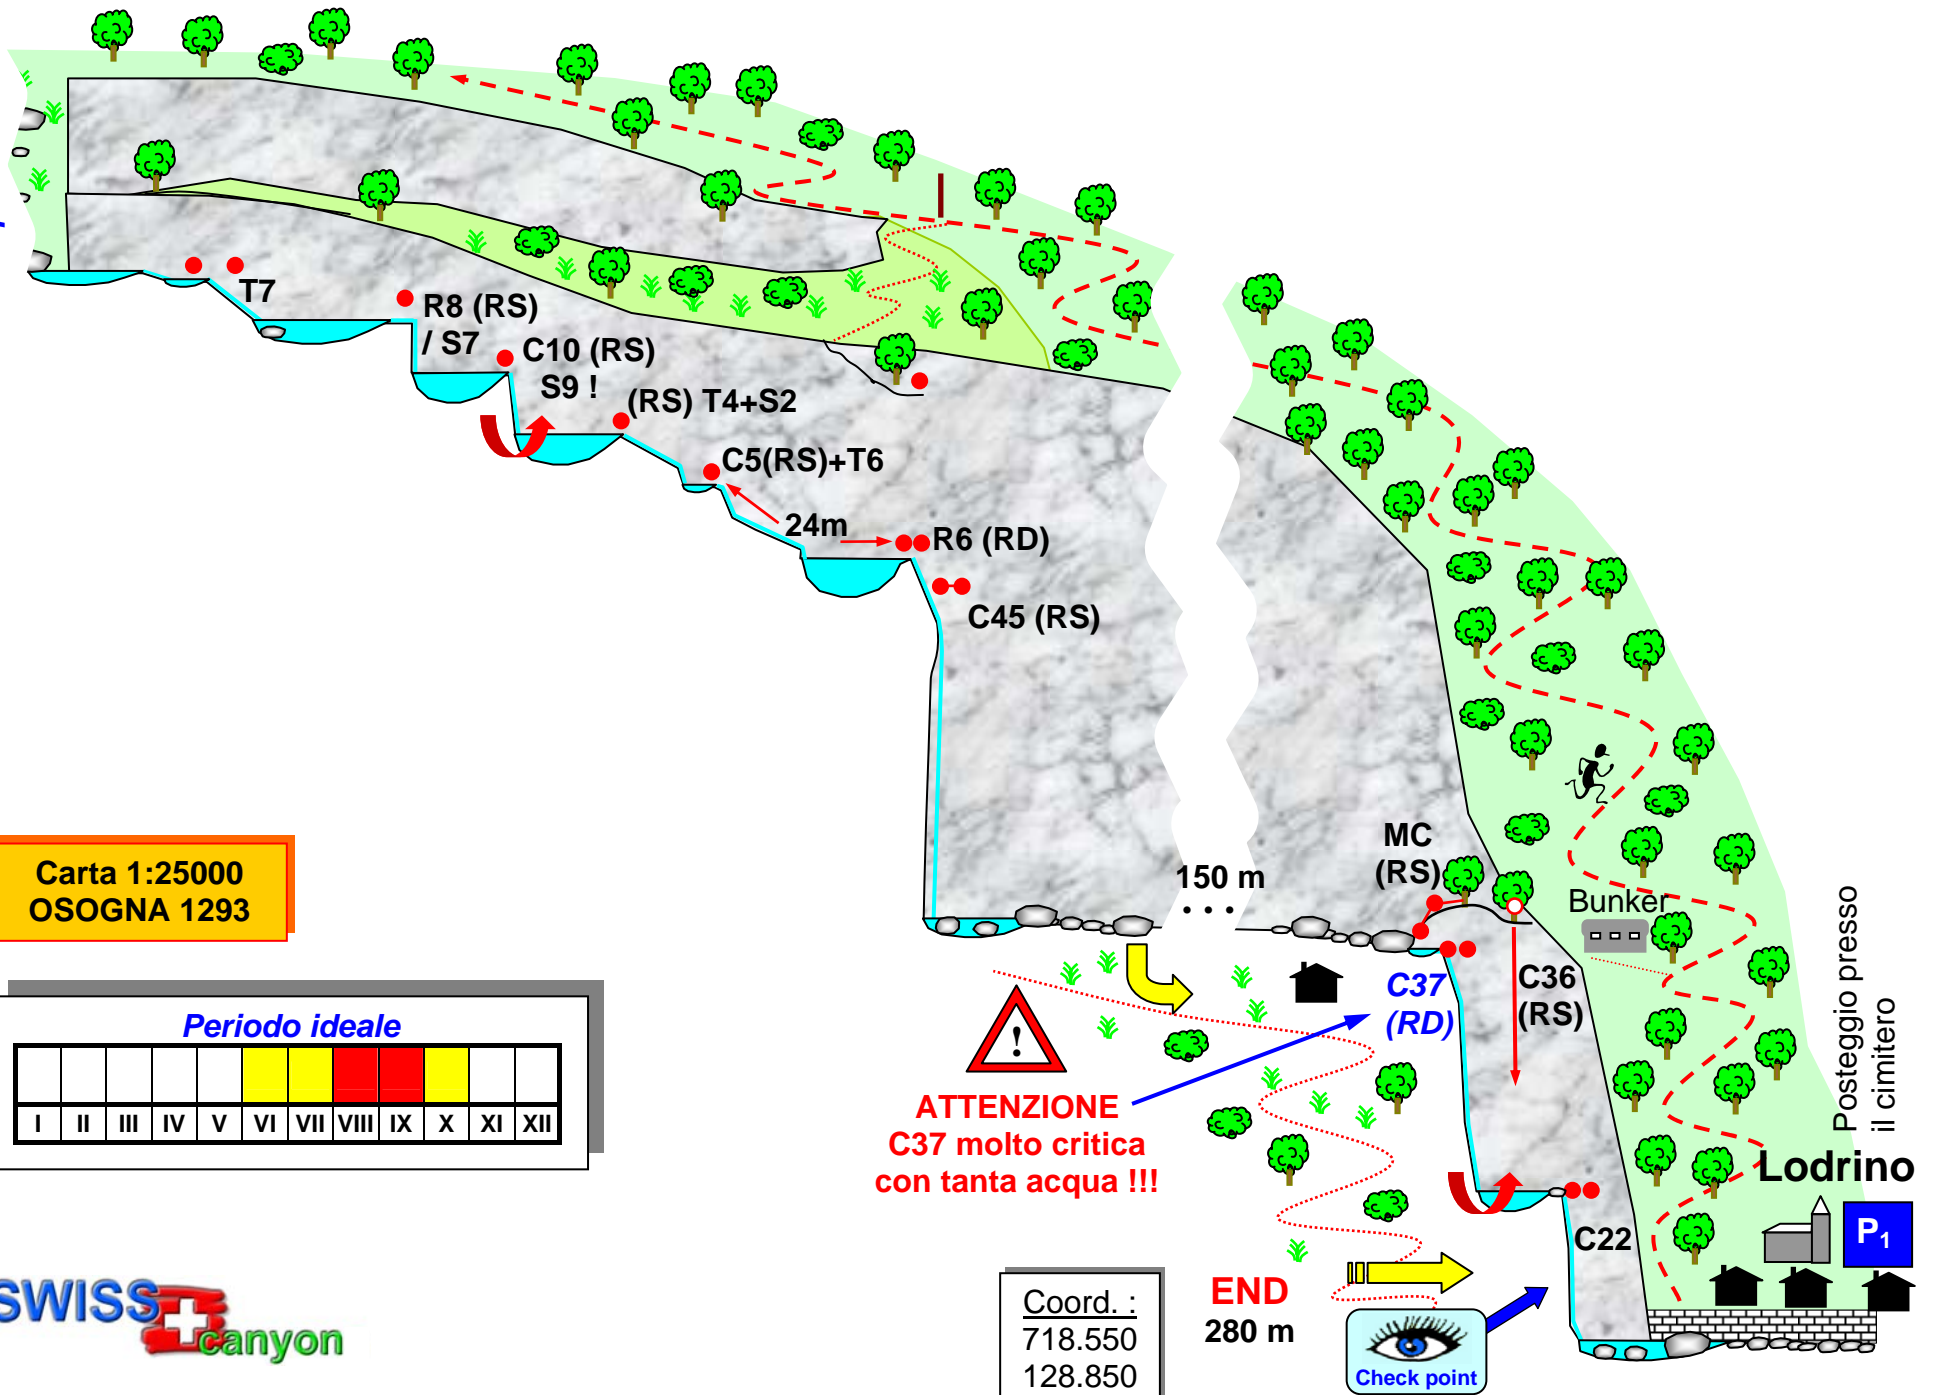 T7
R8 (RS)
/ S7
C10 (RS)
S9 !
(RS) T4+S2
C5(RS)+T6
24m
R6 (RD)
C45 (RS)
150 m
• • •
MC
(RS)
Bunker
C37
(RD)
C36
(RS)
Posteggio presso
il cimitero
Carta 1:25000
OSOGNA 1293
Periodo ideale
I II III IV V VI VII VIII IX X XI XII
!
ATTENZIONE
C37 molto critica
con tanta acqua !!!
Lodrino
P1
C22
END
280 m
Coord. :
718.550
128.850
Check point
SWISS
canyon